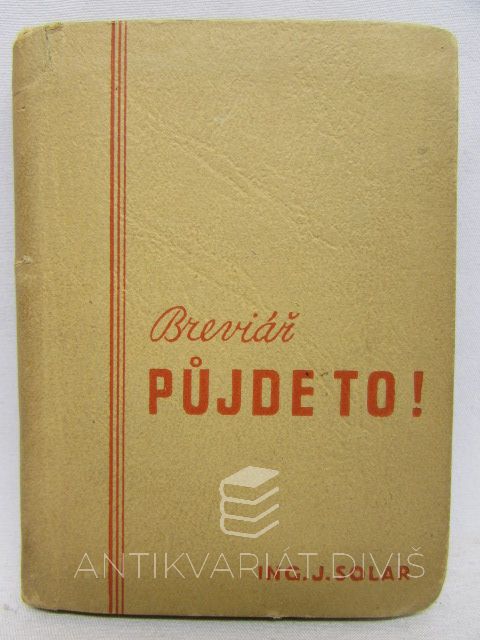 Breviář
PŮJDE TO!
ANTIKVARIÁT DIVIŠ
ING. J. SOLAR